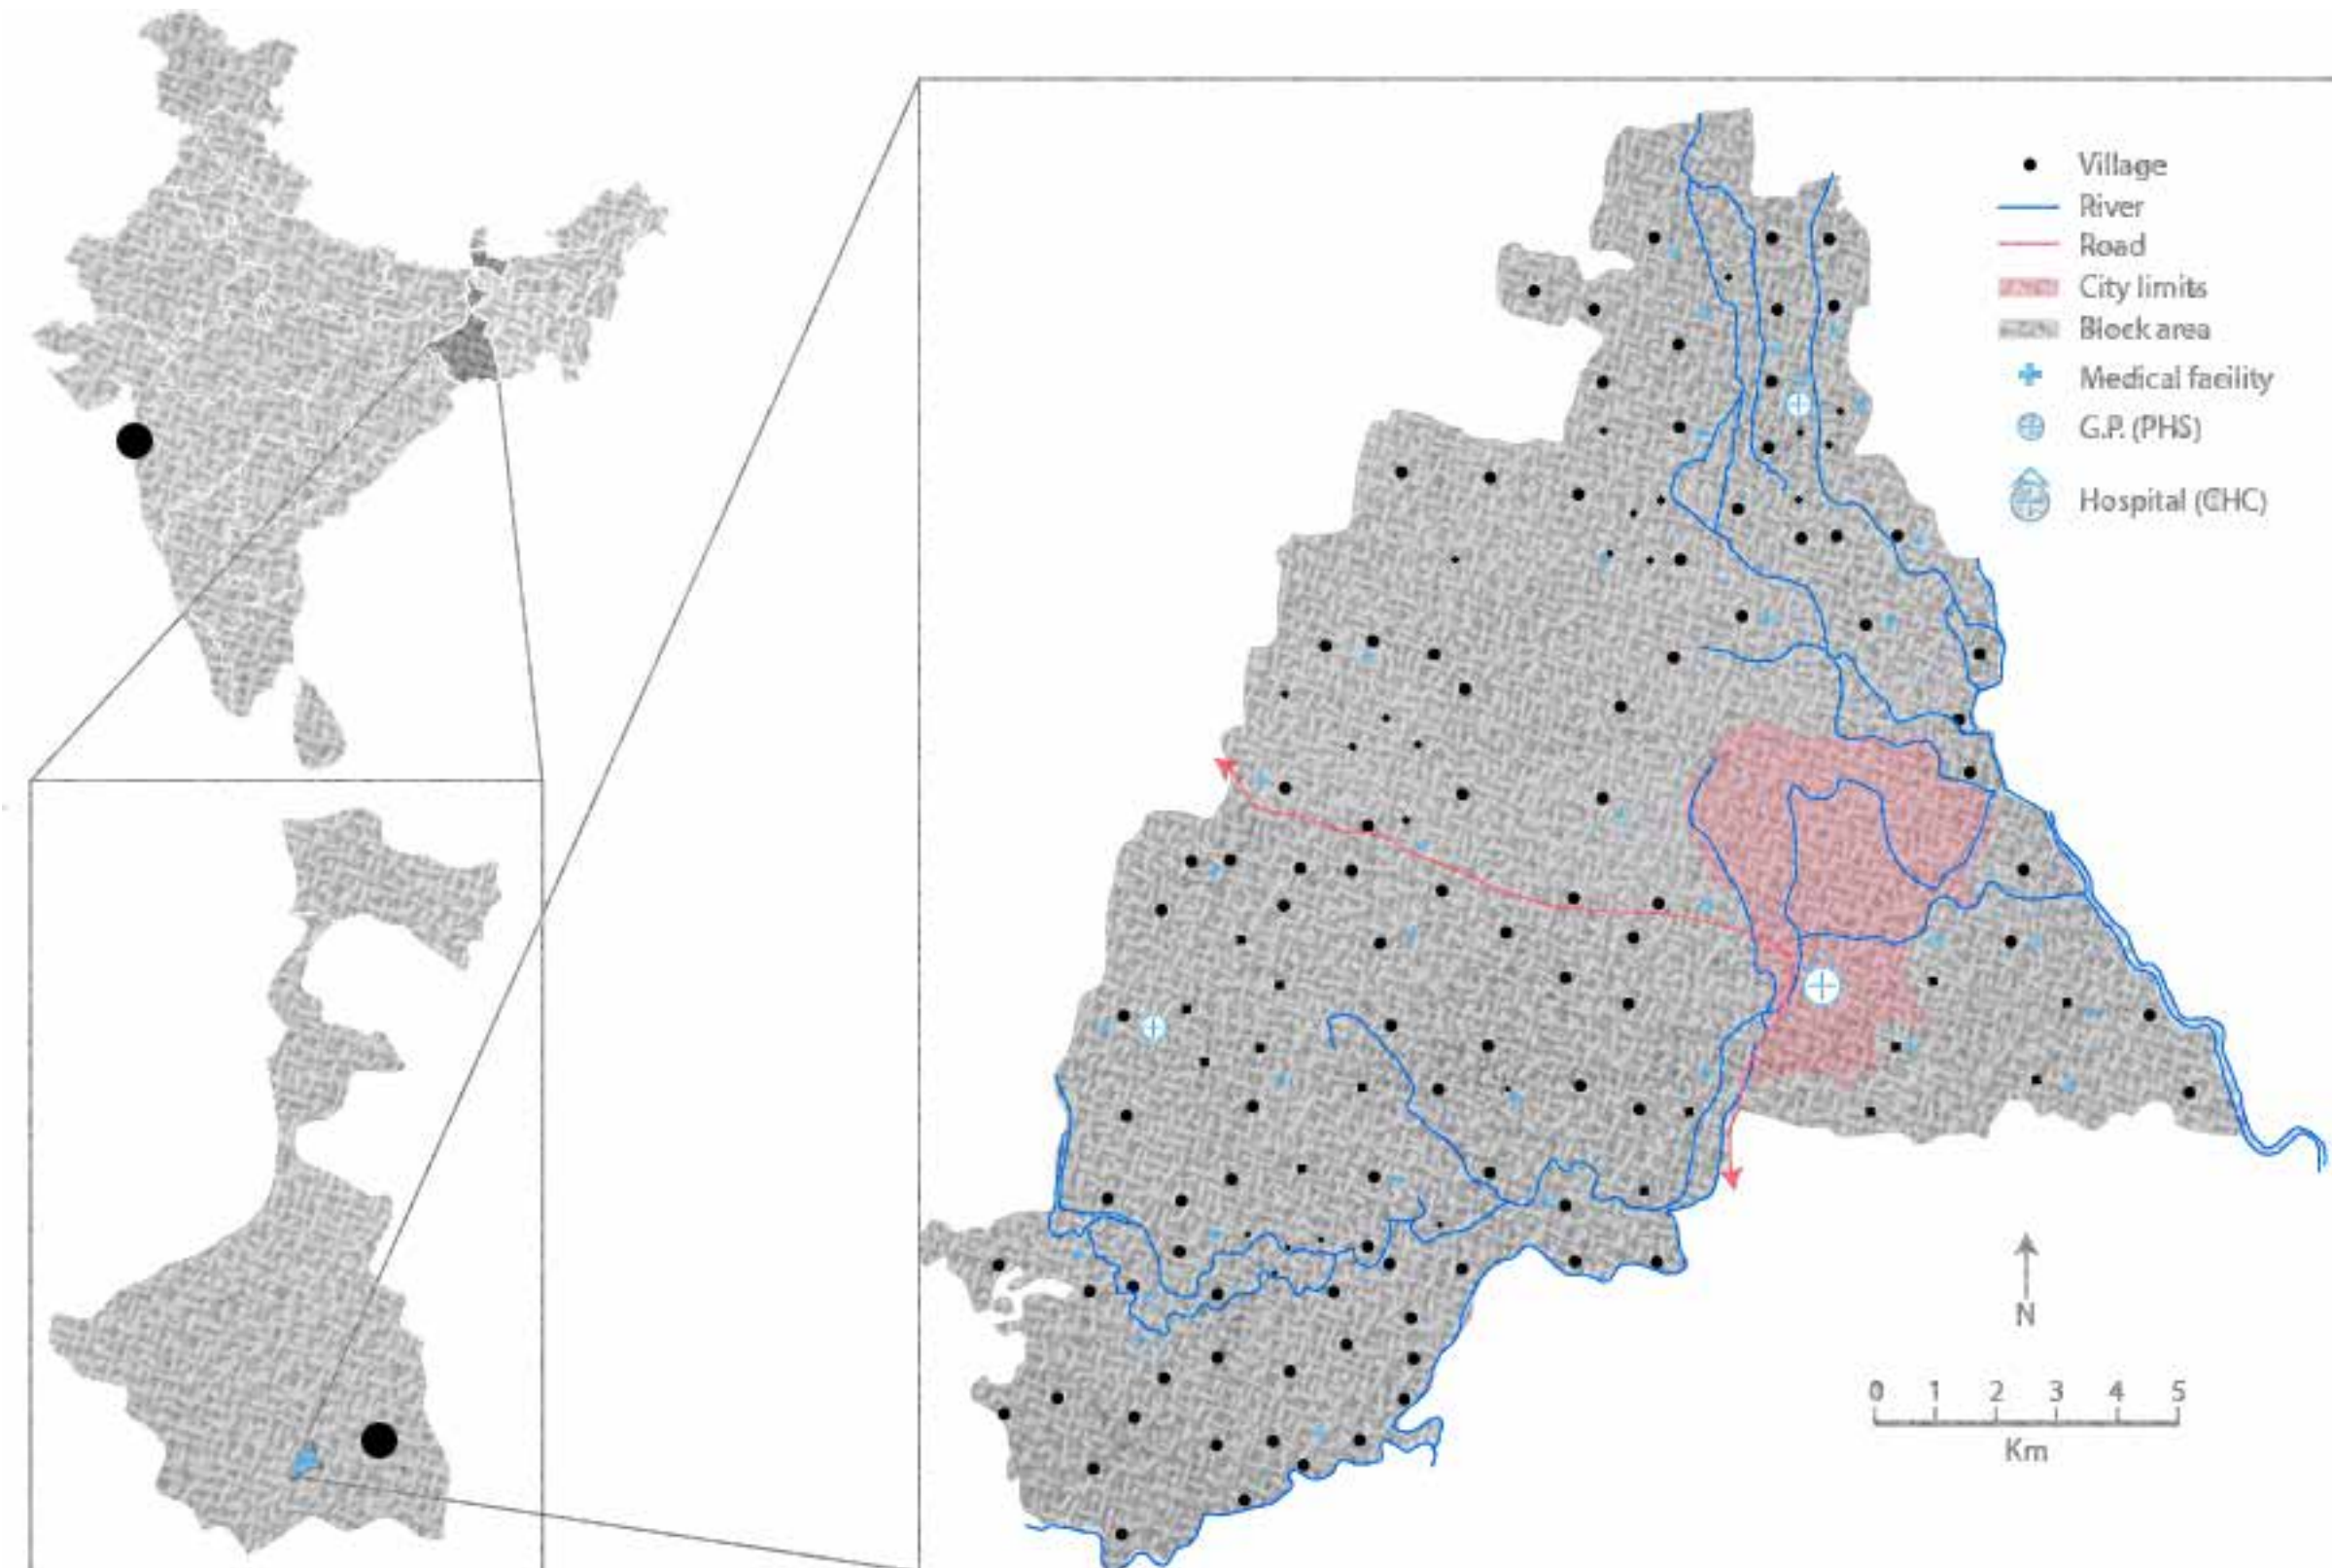 Village
River
Road
City limits
Block area
Medical facility
G.P. (PHS)
Hospital (CHC)
N
0 1 2 3 4 5
Km